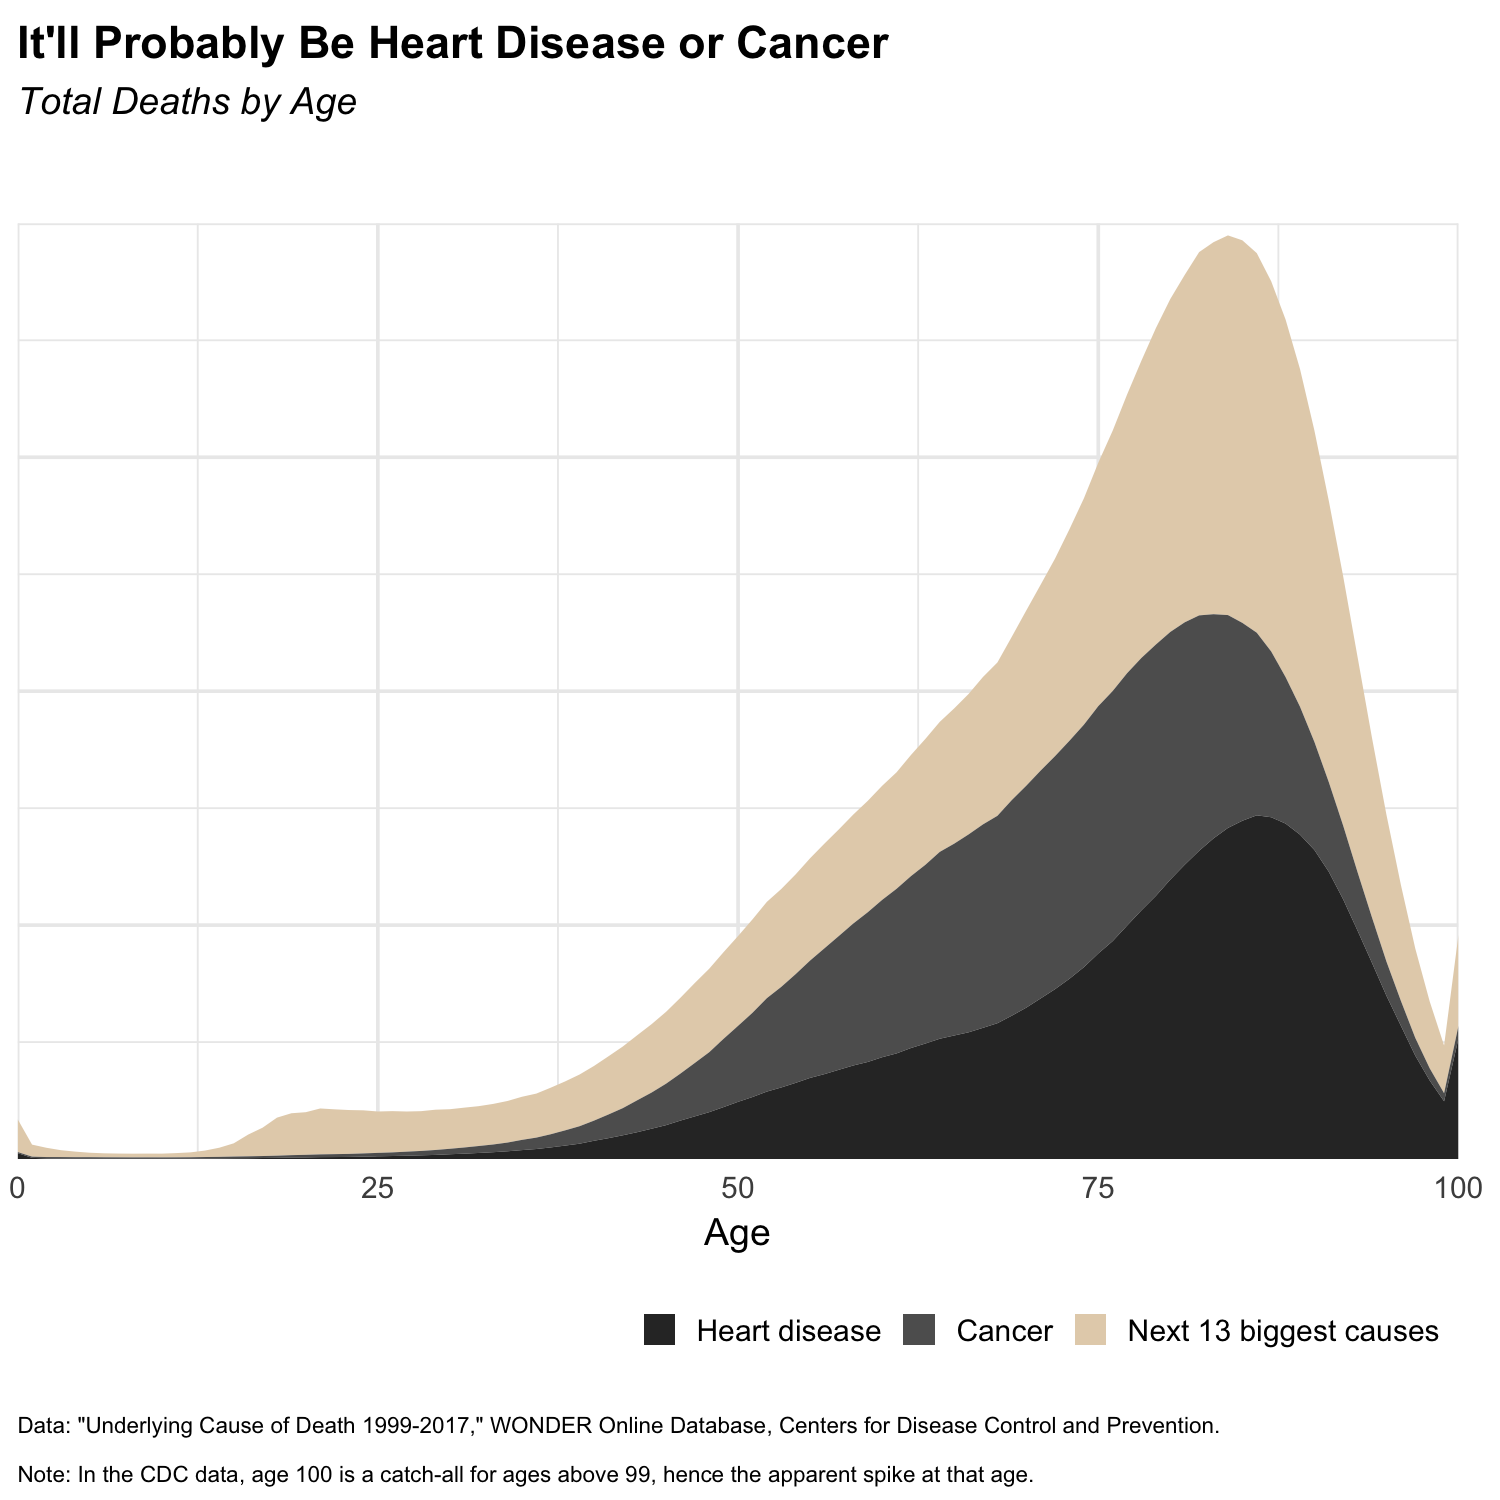 It'll Probably Be Heart Disease or Cancer
Total Deaths by Age
0 25 50 75 100
Age
Heart disease Cancer Next 13 biggest causes
Data: "Underlying Cause of Death 1999-2017," WONDER Online Database, Centers for Disease Control and Prevention.
Note: In the CDC data, age 100 is a catch-all for ages above 99, hence the apparent spike at that age.